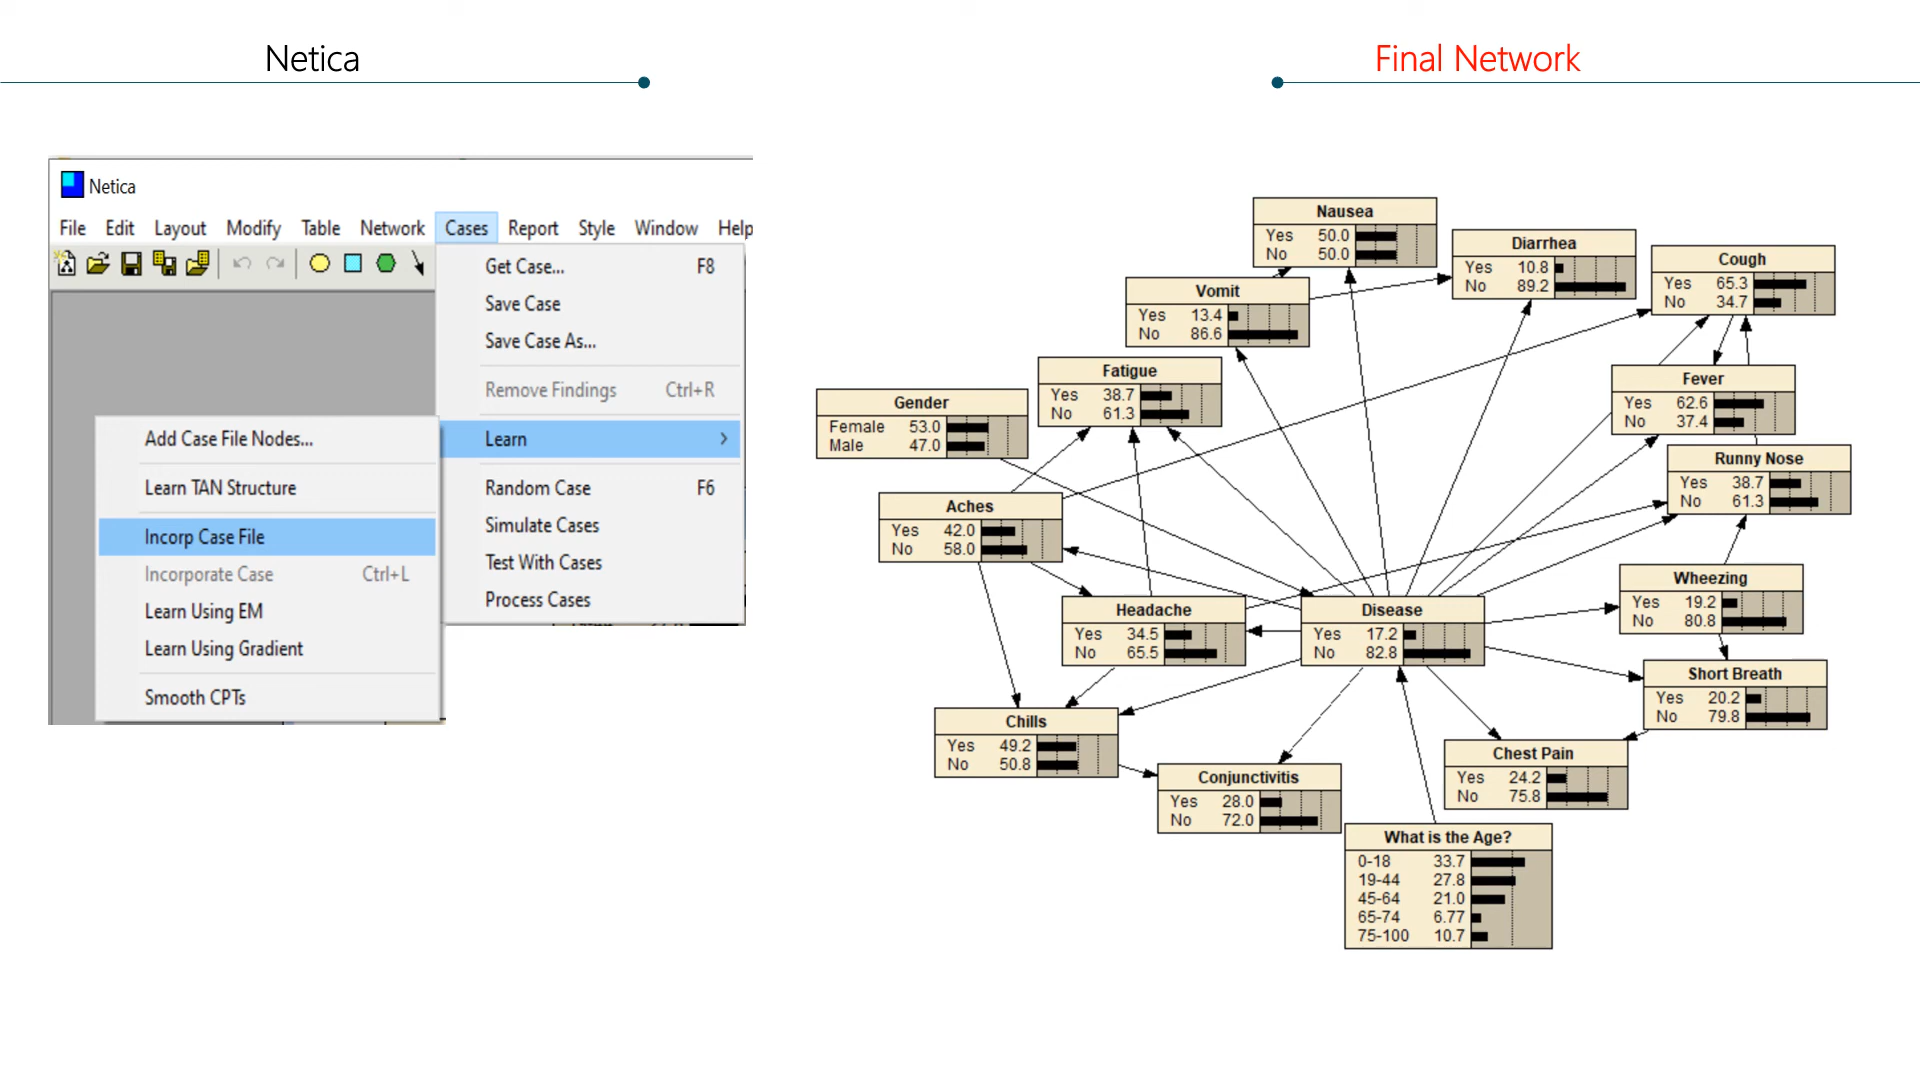 Netica
Final Network
Netica
File Edit Layout Modify Table Network Cases Report Style Window Help
Get Case... F8
Save Case
Save Case As...
Remove Findings Ctrl+R
Learn
Random Case F6
Simulate Cases
Test With Cases
Process Cases
Add Case File Nodes...
Learn TAN Structure
Incorp Case File
Incorporate Case Ctrl+L
Learn Using EM
Learn Using Gradient
Smooth CPTs
Nausea
Yes 50.0
No 50.0
Diarrhea
Yes 10.8
No 89.2
Cough
Yes 65.3
No 34.7
Vomit
Yes 13.4
No 86.6
Fatigue
Yes 38.7
No 61.3
Fever
Yes 62.6
No 37.4
Gender
Female 53.0
Male 47.0
Runny Nose
Yes 38.7
No 61.3
Aches
Yes 42.0
No 58.0
Wheezing
Yes 19.2
No 80.8
Headache
Yes 34.5
No 65.5
Disease
Yes 17.2
No 82.8
Short Breath
Yes 20.2
No 79.8
Chills
Yes 49.2
No 50.8
Chest Pain
Yes 24.2
No 75.8
Conjunctivitis
Yes 28.0
No 72.0
What is the Age?
0-18 33.7
19-44 27.8
45-64 21.0
65-74 6.77
75-100 10.7